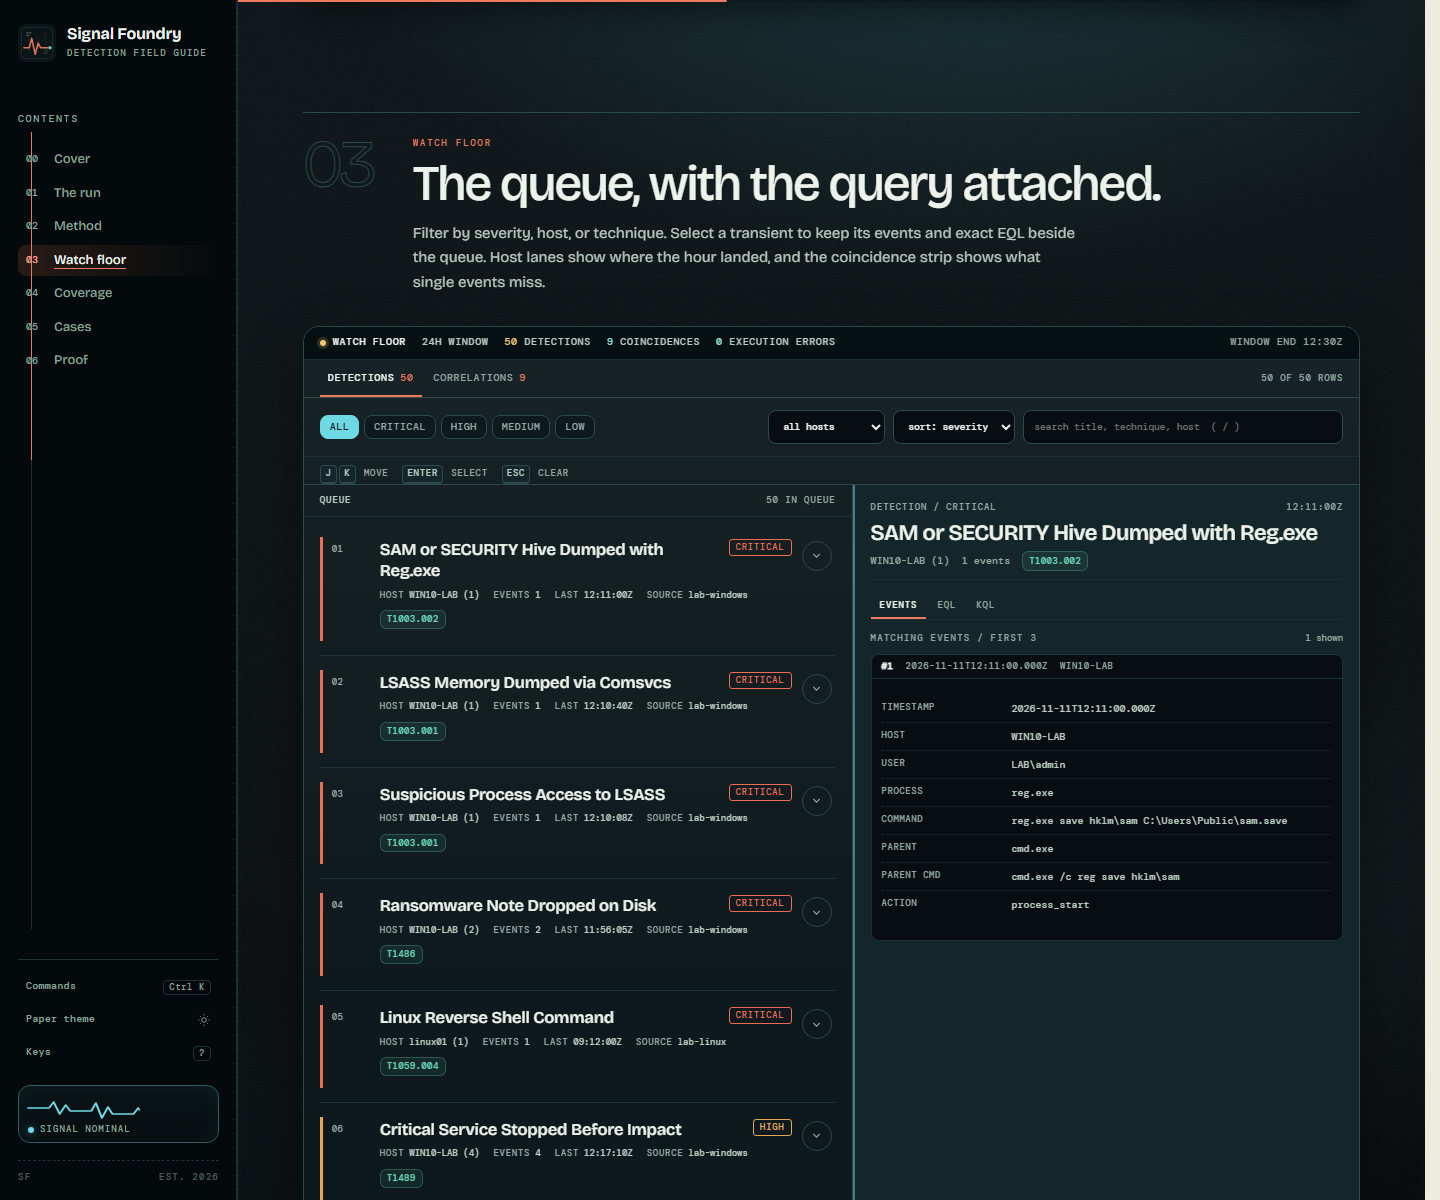 Signal Foundry
DETECTION FIELD GUIDE
CONTENTS
00 Cover
01 The run
02 Method
03 Watch floor
04 Coverage
05 Cases
06 Proof
Commands Ctrl K
Paper theme
Keys ?
SIGNAL NOMINAL
SF EST. 2026
03
WATCH FLOOR
The queue, with the query attached.
Filter by severity, host, or technique. Select a transient to keep its events and exact EQL beside
the queue. Host lanes show where the hour landed, and the coincidence strip shows what
single events miss.
WATCH FLOOR 24H WINDOW 50 DETECTIONS 9 COINCIDENCES 0 EXECUTION ERRORS WINDOW END 12:30Z
DETECTIONS 50 CORRELATIONS 9 50 OF 50 ROWS
ALL CRITICAL HIGH MEDIUM LOW all hosts sort: severity search title, technique, host ( / )
J K MOVE ENTER SELECT ESC CLEAR
QUEUE 50 IN QUEUE
01 SAM or SECURITY Hive Dumped with CRITICAL
Reg.exe
HOST WIN10-LAB (1) EVENTS 1 LAST 12:11:00Z SOURCE lab-windows
T1003.002
02 LSASS Memory Dumped via Comsvcs CRITICAL
HOST WIN10-LAB (1) EVENTS 1 LAST 12:10:40Z SOURCE lab-windows
T1003.001
03 Suspicious Process Access to LSASS CRITICAL
HOST WIN10-LAB (1) EVENTS 1 LAST 12:10:08Z SOURCE lab-windows
T1003.001
04 Ransomware Note Dropped on Disk CRITICAL
HOST WIN10-LAB (2) EVENTS 2 LAST 11:56:05Z SOURCE lab-windows
T1486
05 Linux Reverse Shell Command CRITICAL
HOST linux01 (1) EVENTS 1 LAST 09:12:00Z SOURCE lab-linux
T1059.004
06 Critical Service Stopped Before Impact HIGH
HOST WIN10-LAB (4) EVENTS 4 LAST 12:17:10Z SOURCE lab-windows
T1489
DETECTION / CRITICAL 12:11:00Z
SAM or SECURITY Hive Dumped with Reg.exe
WIN10-LAB (1) 1 events T1003.002
EVENTS EQL KQL
MATCHING EVENTS / FIRST 3 1 shown
#1 2026-11-11T12:11:00.000Z WIN10-LAB
TIMESTAMP 2026-11-11T12:11:00.000Z
HOST WIN10-LAB
USER LAB\admin
PROCESS reg.exe
COMMAND reg.exe save hklm\sam C:\Users\Public\sam.save
PARENT cmd.exe
PARENT CMD cmd.exe /c reg save hklm\sam
ACTION process_start